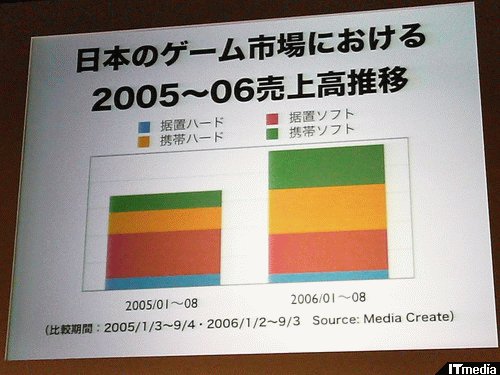 日本のゲーム市場における
2005〜06売上高推移
据置ハード 据置ソフト
携帯ハード 携帯ソフト
2005/01〜08 2006/01〜08
(比較期間:2005/1/3〜9/4・2006/1/2〜9/3 Source: Media Create)
ITmedia